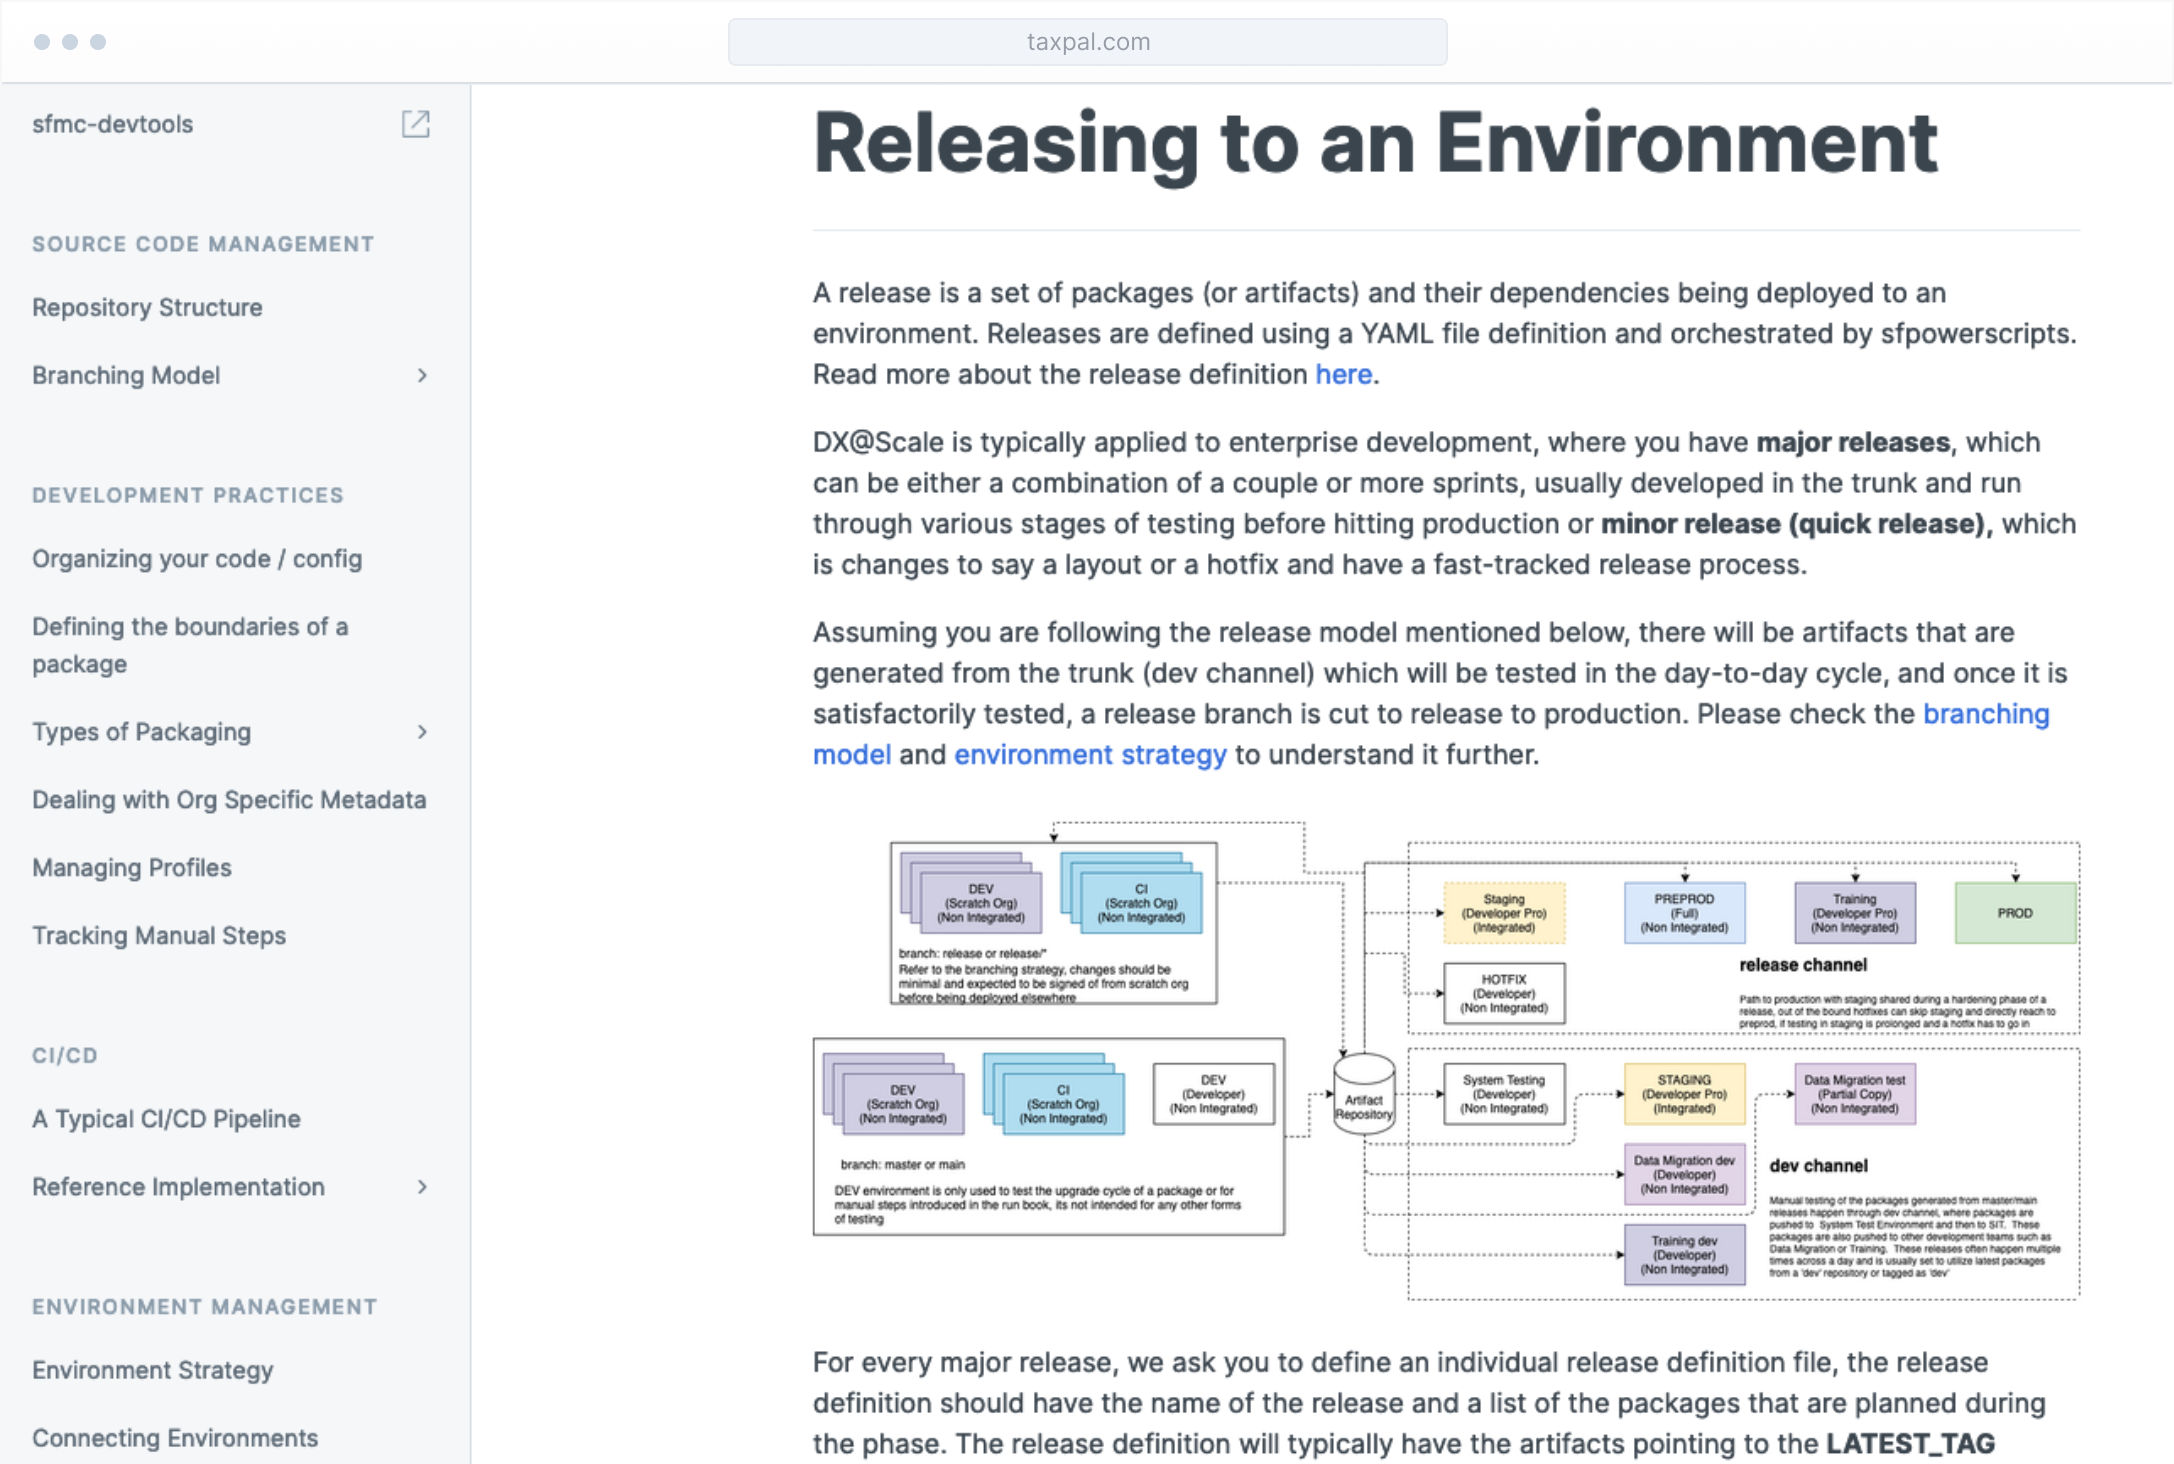 taxpal.com
sfmc-devtools
SOURCE CODE MANAGEMENT
Repository Structure
Branching Model
DEVELOPMENT PRACTICES
Organizing your code / config
Defining the boundaries of a
package
Types of Packaging
Dealing with Org Specific Metadata
Managing Profiles
Tracking Manual Steps
CI/CD
A Typical CI/CD Pipeline
Reference Implementation
ENVIRONMENT MANAGEMENT
Environment Strategy
Connecting Environments
Releasing to an Environment
A release is a set of packages (or artifacts) and their dependencies being deployed to an
environment. Releases are defined using a YAML file definition and orchestrated by sfpowerscripts.
Read more about the release definition here.
DX@Scale is typically applied to enterprise development, where you have major releases, which
can be either a combination of a couple or more sprints, usually developed in the trunk and run
through various stages of testing before hitting production or minor release (quick release), which
is changes to say a layout or a hotfix and have a fast-tracked release process.
Assuming you are following the release model mentioned below, there will be artifacts that are
generated from the trunk (dev channel) which will be tested in the day-to-day cycle, and once it is
satisfactorily tested, a release branch is cut to release to production. Please check the branching
model and environment strategy to understand it further.
DEV
(Scratch Org)
(Non Integrated)
CI
(Scratch Org)
(Non Integrated)
branch: release or release/*
Refer to the branching strategy, changes should be
minimal and expected to be signed of from scratch org
before being deployed elsewhere
Staging
(Developer Pro)
(Integrated)
PREPROD
(Full)
(Non Integrated)
Training
(Developer Pro)
(Non Integrated)
PROD
HOTFIX
(Developer)
(Non Integrated)
release channel
Path to production with staging shared during a hardening phase of a
release, out of the bound hotfixes can skip staging and directly reach to
preprod, if testing in staging is prolonged and a hotfix has to go in
DEV
(Scratch Org)
(Non Integrated)
CI
(Scratch Org)
(Non Integrated)
DEV
(Developer)
(Non Integrated)
branch: master or main
DEV environment is only used to test the upgrade cycle of a package or for
manual steps introduced in the run book, its not intended for any other forms
of testing
Artifact
Repository
System Testing
(Developer)
(Non Integrated)
STAGING
(Developer Pro)
(Integrated)
Data Migration test
(Partial Copy)
(Non Integrated)
Data Migration dev
(Developer)
(Non Integrated)
Training dev
(Developer)
(Non Integrated)
dev channel
Manual testing of the packages generated from master/main
releases happen through dev channel, where packages are
pushed to System Test Environment and then to SIT. These
packages are also pushed to other development teams such as
Data Migration or Training. These releases often happen multiple
times across a day and is usually set to utilize latest packages
from a 'dev' repository or tagged as 'dev'
For every major release, we ask you to define an individual release definition file, the release
definition should have the name of the release and a list of the packages that are planned during
the phase. The release definition will typically have the artifacts pointing to the LATEST_TAG